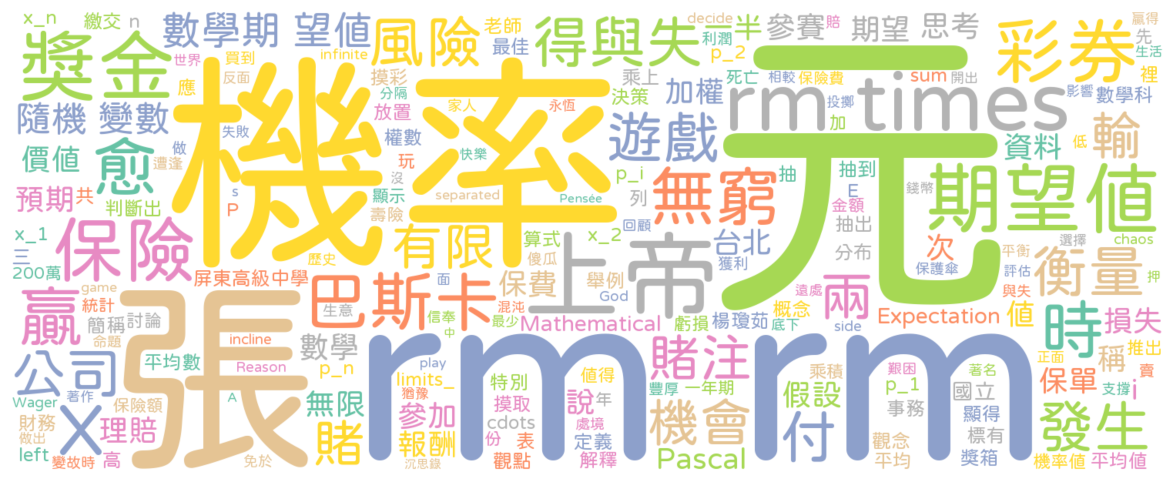 x_n 繳交 n 數學期 望値 一半 風險 老師 最佳 infinite 得與失 decide 賠 利潤 p_2 參賽 期望 思考 彩券 贏得 先 生活 裡
獎金 世界 買到 反面 應 機率 摸彩 分隔 家人 放置 永恆 乘上 決策 加權 死亡 相較 保險費 投擲 加 元 rm times sum 開出 影響 數學科
隨機 變數 失敗 做 遭逢 權數 玩 沒 快樂 遊戲 輸
價値 愈 顯示 separated Pensée p_i 抽 抽到 資料 低
預期 共 判斷出 s P 壽險 無窮 列 E 金額 抽出 錢幣 期望値
x_1 保險 有限 算式 x_2 回顧 台北 獲利 分布 次 選擇 chaos
三 200萬 歷史 傻瓜 上帝 面 保護傘 遠處 平衡 評估 押
屏東高級中學 巴斯卡 保費 舉例 兩 衡量
game 統計 生意 混沌 God 概念 與失
贏 簡稱 討論 命題 張 信奉 中 最少 Mathematical 虧損 楊瓊茹 底下 side Expectation 値 時 損失
公司 平均數 incline Reason 數學 p_n rm play limits_ 猶豫 特別 値得 賭注 rm 豐厚 一年期 乘積 艱困 著名 正面 稱 推出 賣
Wager 著作 X 保險額 A 無限 參加 摸取 說 年 處境 機會 假設 p_1 國立 保單 i 支撐
財務 做出 理賠 賭 報酬 cdots 份 表 定義 付 事務 顯得 標有 發生
left 變故時 高 免於 沉思錄 觀點 解釋 Pascal 觀念 平均 獎箱 機率値 平均値